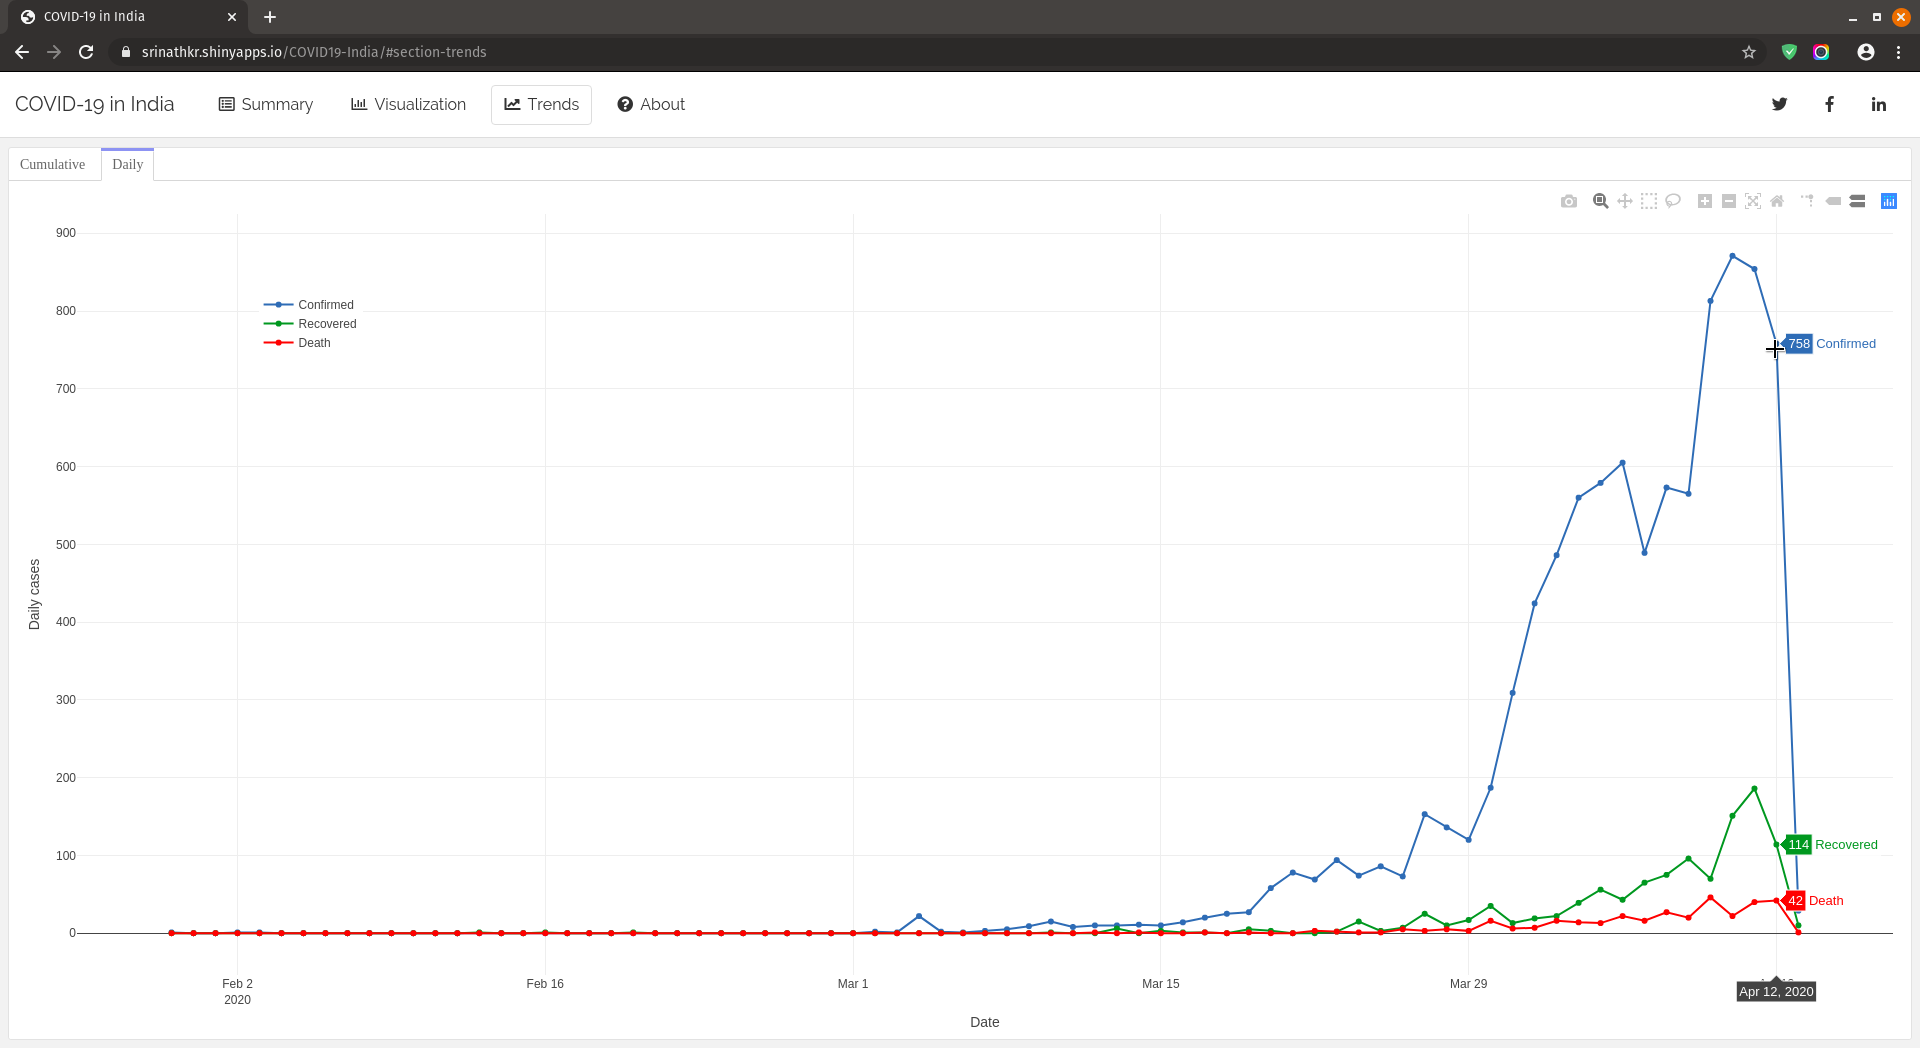 COVID-19 in India
srinathkr.shinyapps.io/COVID19-India/#section-trends
COVID-19 in India Summary Visualization Trends About
Cumulative Daily
900
800
700
600
500
400
300
200
100
0
Daily cases
Confirmed
Recovered
Death
758 Confirmed
114 Recovered
42 Death
Feb 2 Feb 16 Mar 1 Mar 15 Mar 29
2020
Apr 12, 2020
Date